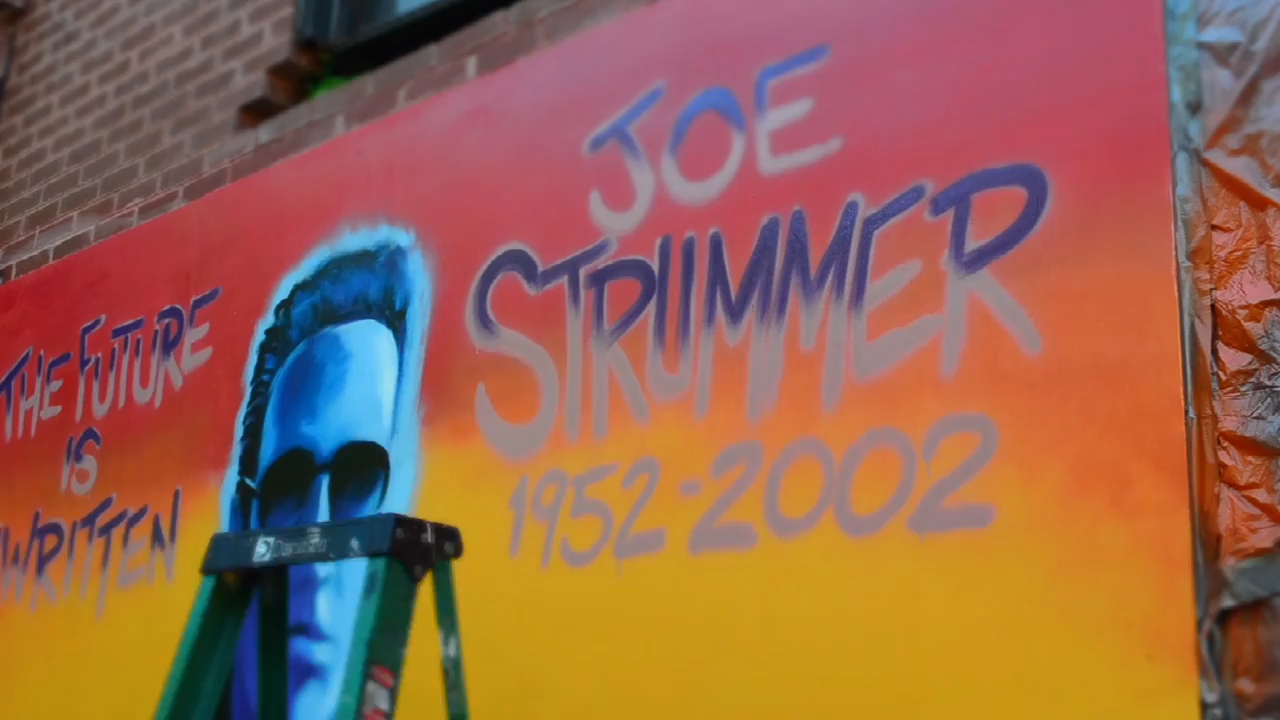 THE FUTURE
IS
WRITTEN
JOE
STRUMMER
1952-2002